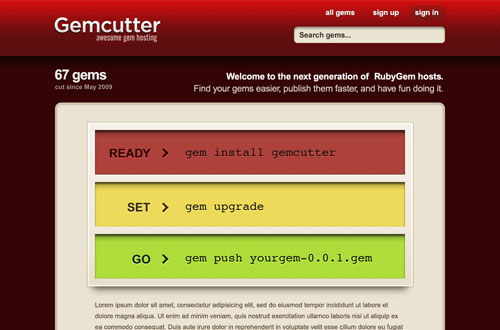 all gems sign up sign in
Gemcutter
awesome gem hosting
Search gems...
67 gems
cut since May 2009
Welcome to the next generation of RubyGem hosts.
Find your gems easier, publish them faster, and have fun doing it.
READY > gem install gemcutter
SET > gem upgrade
GO > gem push yourgem-0.0.1.gem
Lorem ipsum dolor sit amet, consectetur adipisicing elit, sed do eiusmod tempor incididunt ut labore et
dolore magna aliqua. Ut enim ad minim veniam, quis nostrud exercitation ullamco laboris nisi ut aliquip ex
ea commodo consequat. Duis aute irure dolor in reprehenderit in voluptate velit esse cillum dolore eu fugiat